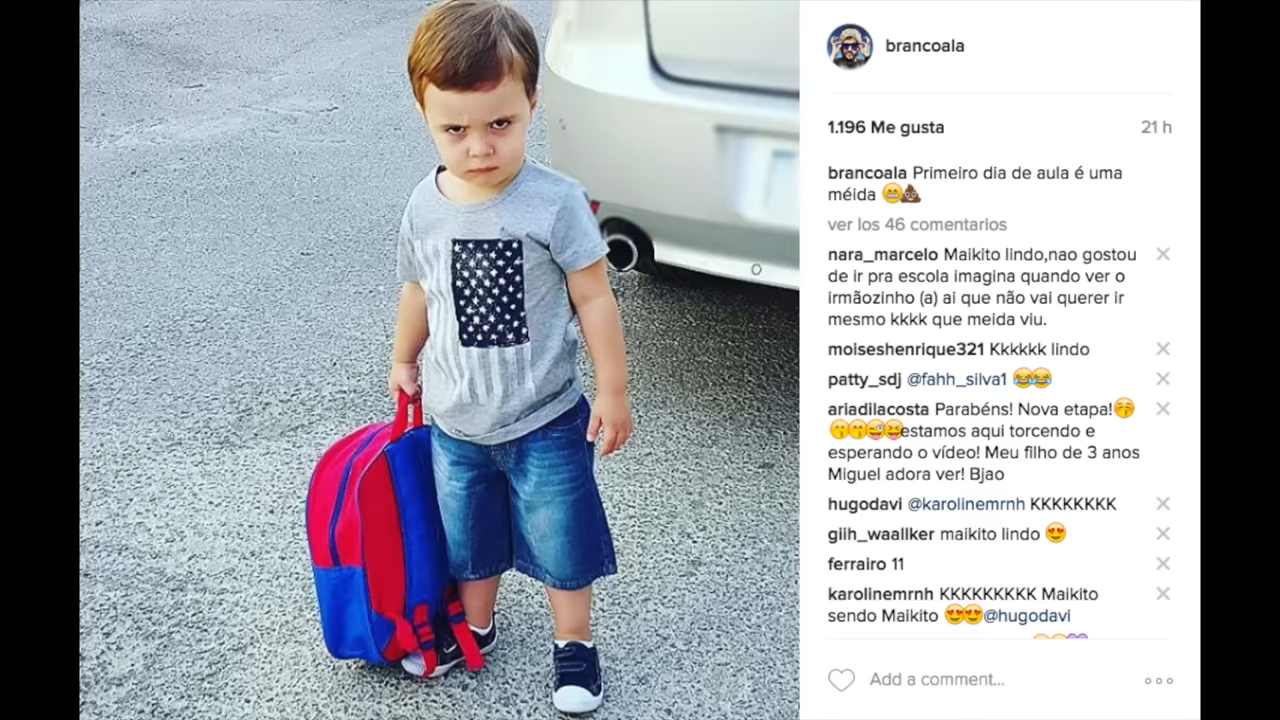 brancoala
1.196 Me gusta 21 h
brancoala Primeiro dia de aula é uma
méida 😁💩
ver los 46 comentarios
nara_marcelo Maikito lindo,nao gostou
de ir pra escola imagina quando ver o
irmãozinho (a) ai que não vai querer ir
mesmo kkkk que meida viu.
moiseshenrique321 Kkkkkk lindo
patty_sdj @fahh_silva1 😂😂
ariadilacosta Parabéns! Nova etapa!😚
😙😙😜😝estamos aqui torcendo e
esperando o vídeo! Meu filho de 3 anos
Miguel adora ver! Bjao
hugodavi @karolinemrnh KKKKKKKK
giih_waallker maikito lindo 😍
ferrairo 11
karolinemrnh KKKKKKKKK Maikito
sendo Maikito 😍😍@hugodavi
Add a comment...